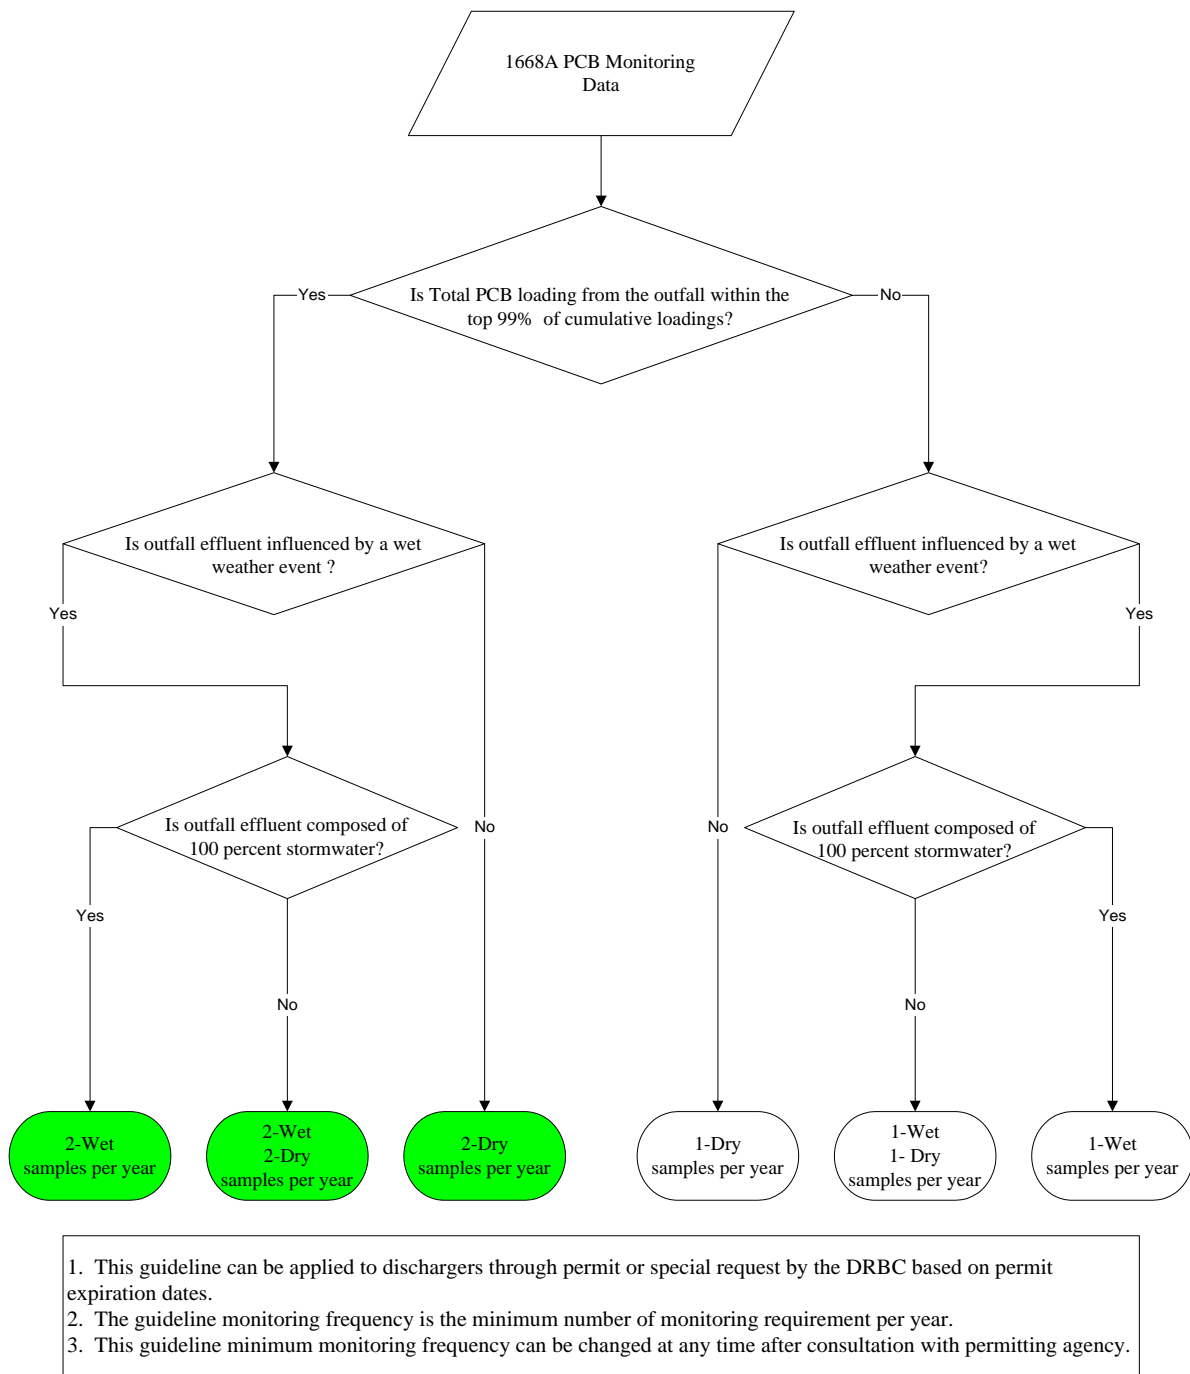 1668A PCB Monitoring
Data
Is Total PCB loading from the outfall within the
top 99% of cumulative loadings?
Yes
No
Is outfall effluent influenced by a wet
weather event ?
Is outfall effluent influenced by a wet
weather event?
Yes
Yes
Is outfall effluent composed of
100 percent stormwater?
No
No
Is outfall effluent composed of
100 percent stormwater?
Yes
No
No
Yes
2-Wet
samples per year
2-Wet
2-Dry
samples per year
2-Dry
samples per year
1-Dry
samples per year
1-Wet
1- Dry
samples per year
1-Wet
samples per year
1. This guideline can be applied to dischargers through permit or special request by the DRBC based on permit
expiration dates.
2. The guideline monitoring frequency is the minimum number of monitoring requirement per year.
3. This guideline minimum monitoring frequency can be changed at any time after consultation with permitting agency.